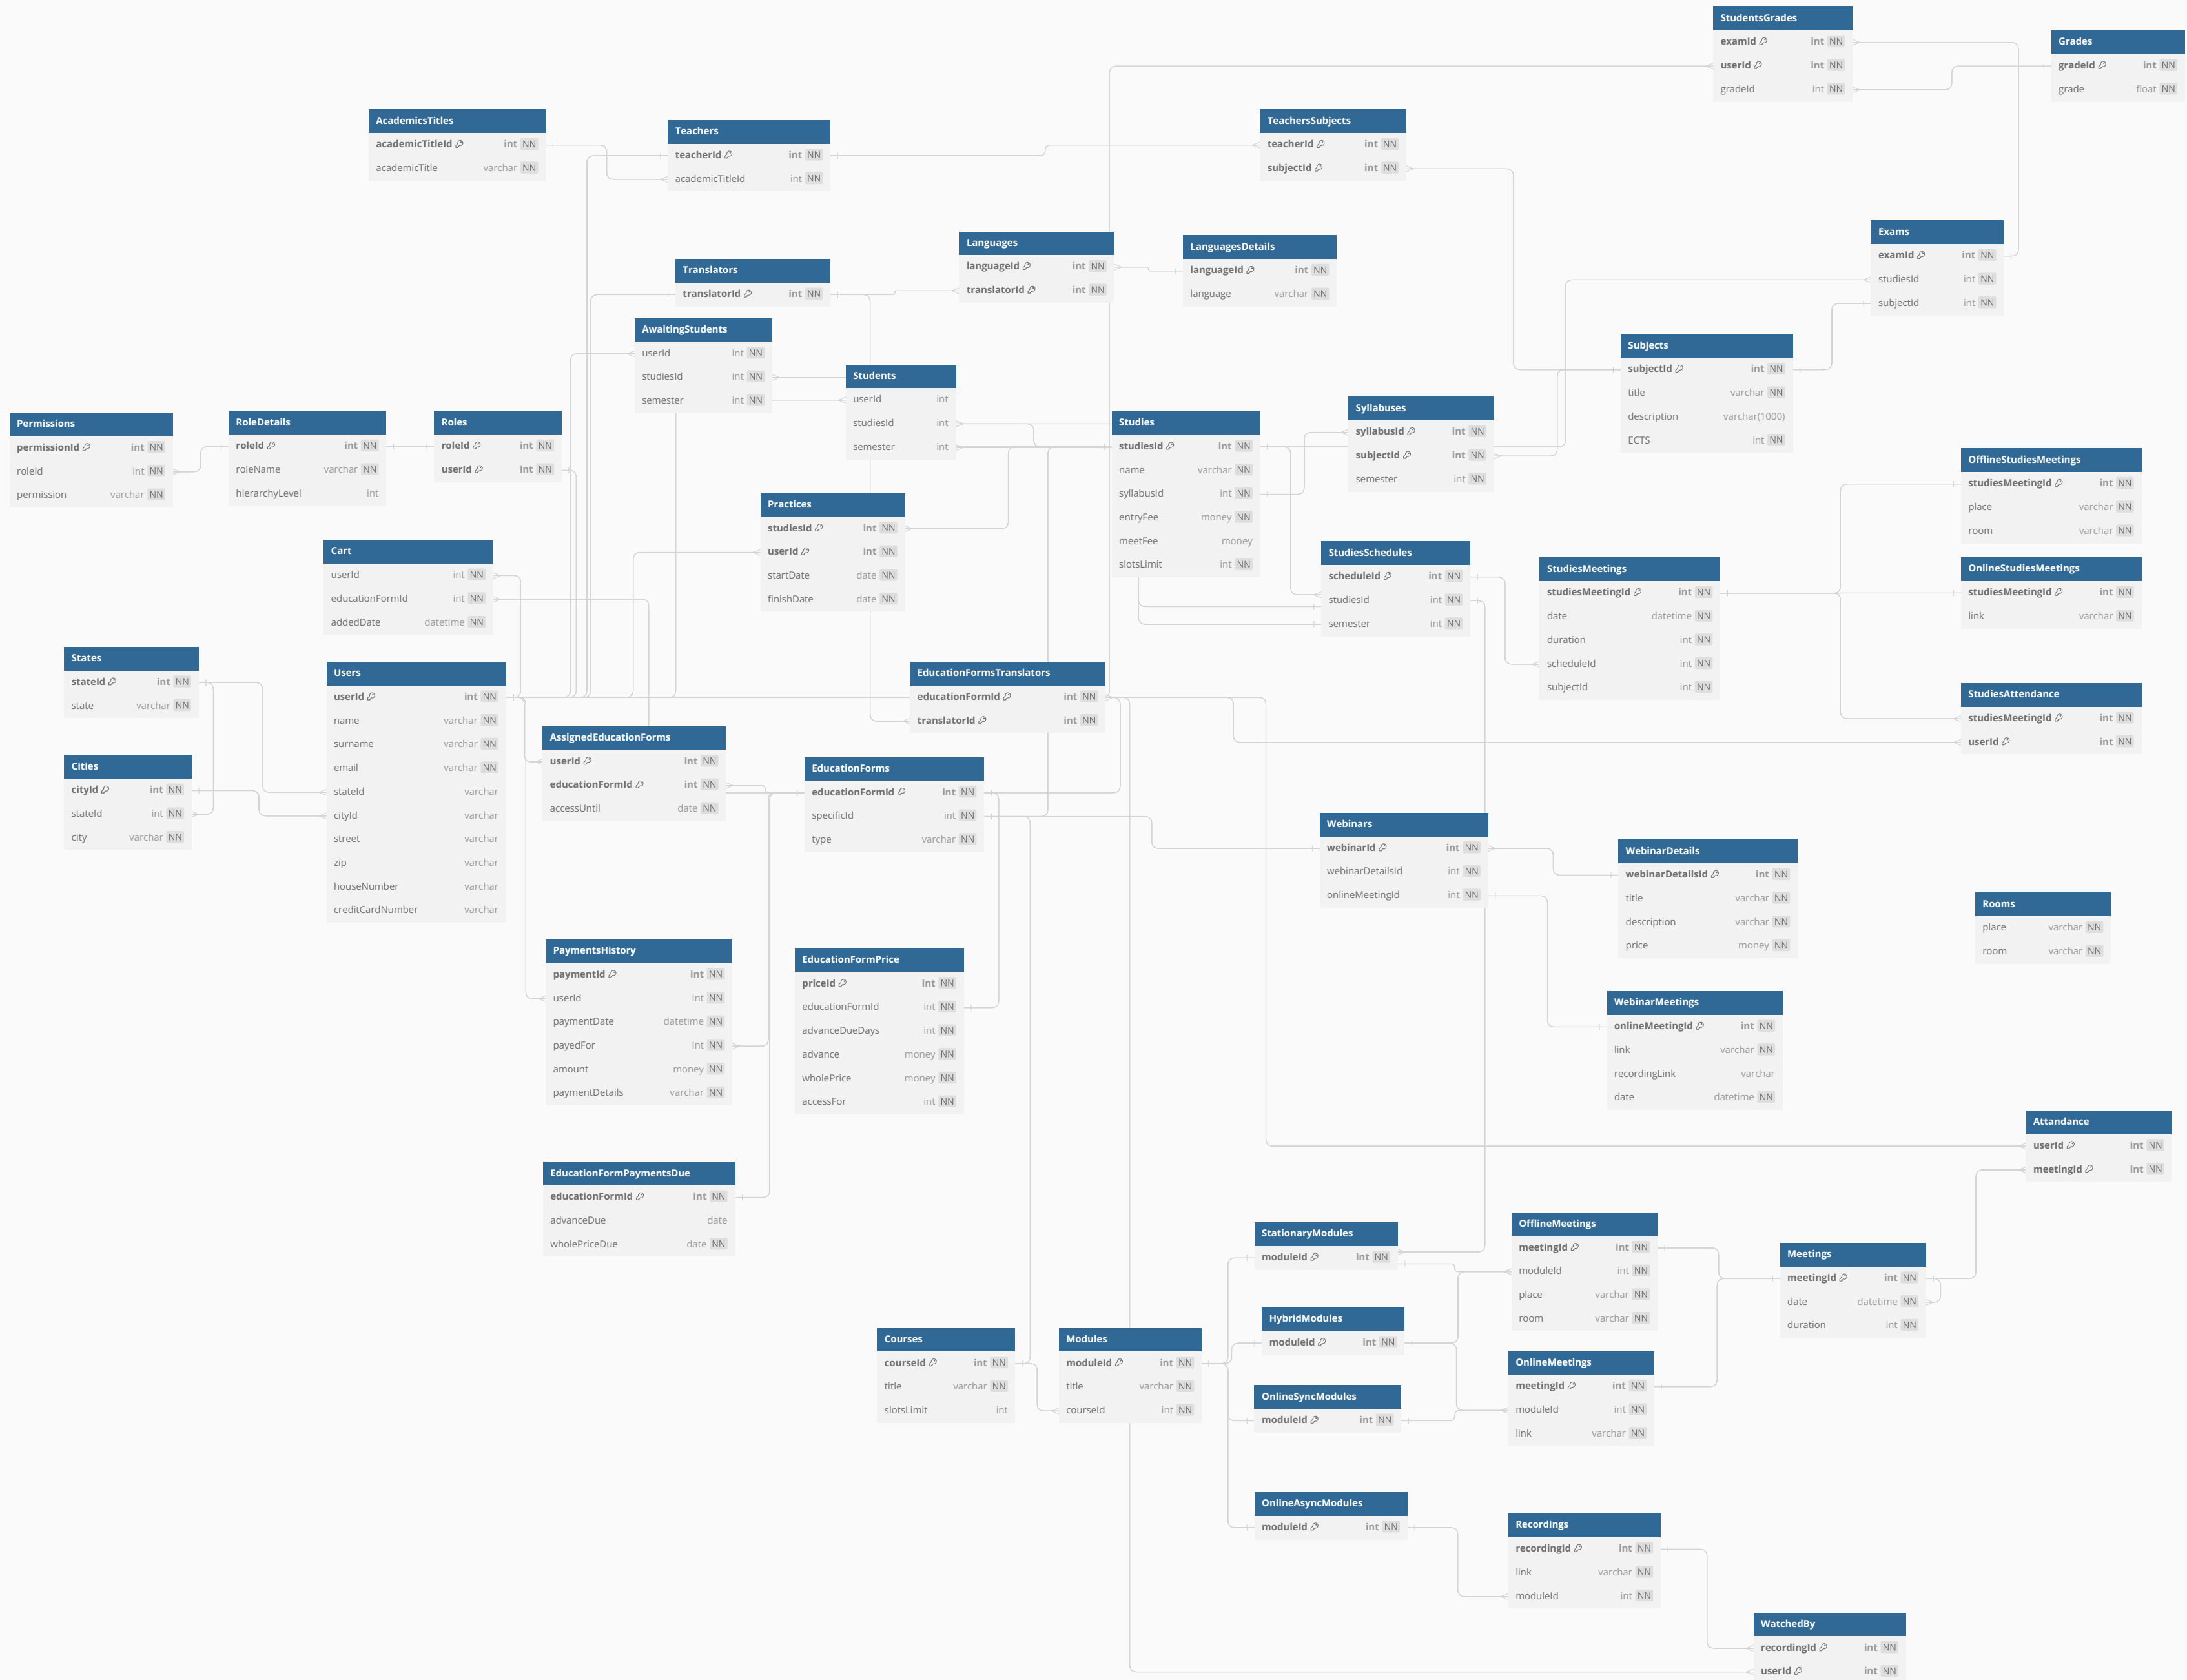 StudentsGrades
examId int NN
userId int NN
gradeId int NN
Grades
gradeId int NN
grade float NN
AcademicsTitles
academicTitleId int NN
academicTitle varchar NN
Teachers
teacherId int NN
academicTitleId int NN
TeachersSubjects
teacherId int NN
subjectId int NN
Exams
examId int NN
studiesId int NN
subjectId int NN
Languages
languageId int NN
translatorId int NN
LanguagesDetails
languageId int NN
language varchar NN
Translators
translatorId int NN
AwaitingStudents
userId int NN
studiesId int NN
semester int NN
Subjects
subjectId int NN
title varchar NN
description varchar(1000)
ECTS int NN
Students
userId int
studiesId int
semester int
Syllabuses
syllabusId int NN
subjectId int NN
semester int NN
Permissions
permissionId int NN
roleId int NN
permission varchar NN
RoleDetails
roleId int NN
roleName varchar NN
hierarchyLevel int
Roles
roleId int NN
userId int NN
Studies
studiesId int NN
name varchar NN
syllabusId int NN
entryFee money NN
meetFee money
slotsLimit int NN
OfflineStudiesMeetings
studiesMeetingId int NN
place varchar NN
room varchar NN
Practices
studiesId int NN
userId int NN
startDate date NN
finishDate date NN
Cart
userId int NN
educationFormId int NN
addedDate datetime NN
StudiesSchedules
scheduleId int NN
studiesId int NN
semester int NN
StudiesMeetings
studiesMeetingId int NN
date datetime NN
duration int NN
scheduleId int NN
subjectId int NN
OnlineStudiesMeetings
studiesMeetingId int NN
link varchar NN
States
stateId int NN
state varchar NN
Users
userId int NN
name varchar NN
surname varchar NN
email varchar NN
stateId varchar
cityId varchar
street varchar
zip varchar
houseNumber varchar
creditCardNumber varchar
EducationFormsTranslators
educationFormId int NN
translatorId int NN
StudiesAttendance
studiesMeetingId int NN
userId int NN
AssignedEducationForms
userId int NN
educationFormId int NN
accessUntil date NN
Cities
cityId int NN
stateId int NN
city varchar NN
EducationForms
educationFormId int NN
specificId int NN
type varchar NN
Webinars
webinarId int NN
webinarDetailsId int NN
onlineMeetingId int NN
WebinarDetails
webinarDetailsId int NN
title varchar NN
description varchar NN
price money NN
Rooms
place varchar NN
room varchar NN
PaymentsHistory
paymentId int NN
userId int NN
paymentDate datetime NN
payedFor int NN
amount money NN
paymentDetails varchar NN
EducationFormPrice
priceId int NN
educationFormId int NN
advanceDueDays int NN
advance money NN
wholePrice money NN
accessFor int NN
WebinarMeetings
onlineMeetingId int NN
link varchar NN
recordingLink varchar
date datetime NN
Attandance
userId int NN
meetingId int NN
EducationFormPaymentsDue
educationFormId int NN
advanceDue date
wholePriceDue date NN
StationaryModules
moduleId int NN
OfflineMeetings
meetingId int NN
moduleId int NN
place varchar NN
room varchar NN
Meetings
meetingId int NN
date datetime NN
duration int NN
HybridModules
moduleId int NN
Courses
courseId int NN
title varchar NN
slotsLimit int
Modules
moduleId int NN
title varchar NN
courseId int NN
OnlineMeetings
meetingId int NN
moduleId int NN
link varchar NN
OnlineSyncModules
moduleId int NN
OnlineAsyncModules
moduleId int NN
Recordings
recordingId int NN
link varchar NN
moduleId int NN
WatchedBy
recordingId int NN
userId int NN